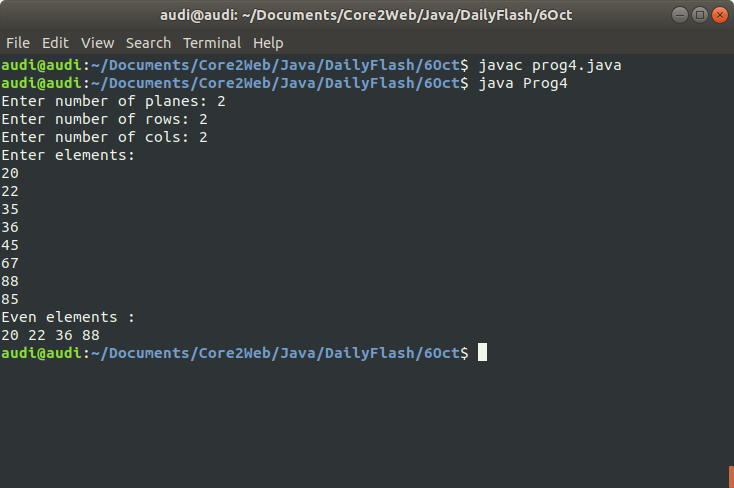 audi@audi: ~/Documents/Core2Web/Java/DailyFlash/6Oct
File Edit View Search Terminal Help
audi@audi:~/Documents/Core2Web/Java/DailyFlash/6Oct$ javac prog4.java
audi@audi:~/Documents/Core2Web/Java/DailyFlash/6Oct$ java Prog4
Enter number of planes: 2
Enter number of rows: 2
Enter number of cols: 2
Enter elements:
20
22
35
36
45
67
88
85
Even elements :
20 22 36 88
audi@audi:~/Documents/Core2Web/Java/DailyFlash/6Oct$